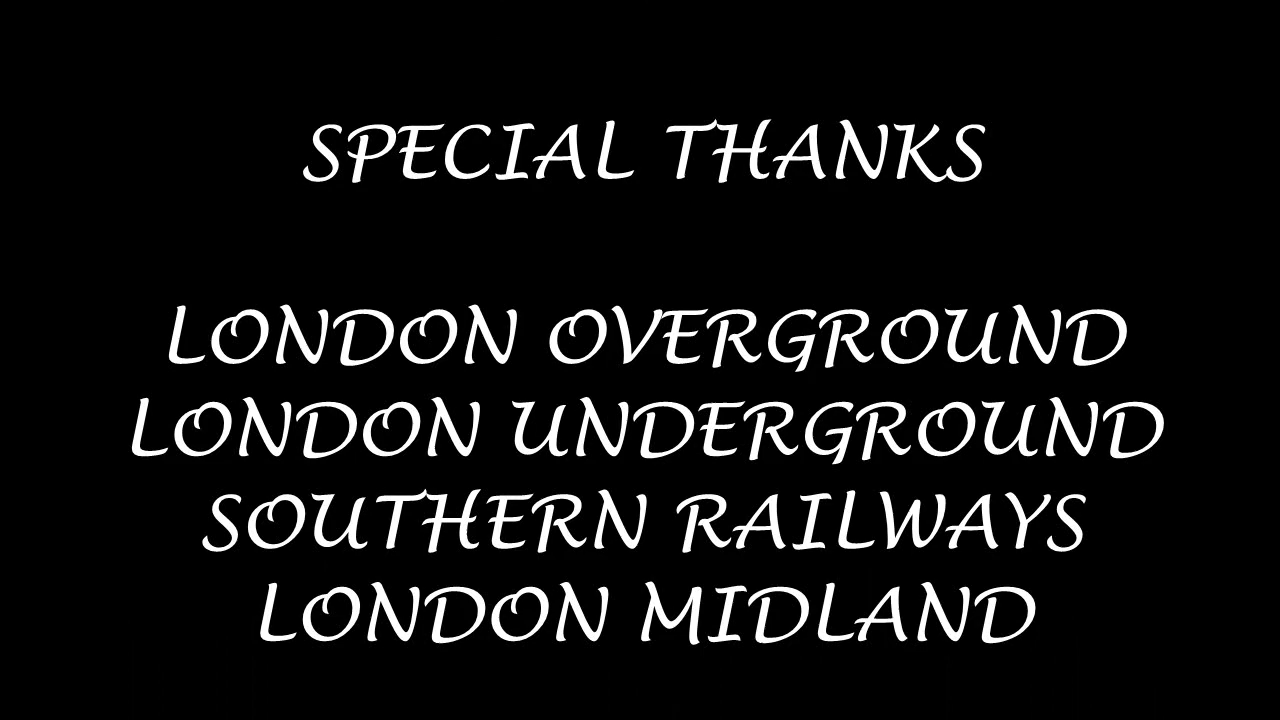 SPECIAL THANKS
LONDON OVERGROUND
LONDON UNDERGROUND
SOUTHERN RAILWAYS
LONDON MIDLAND